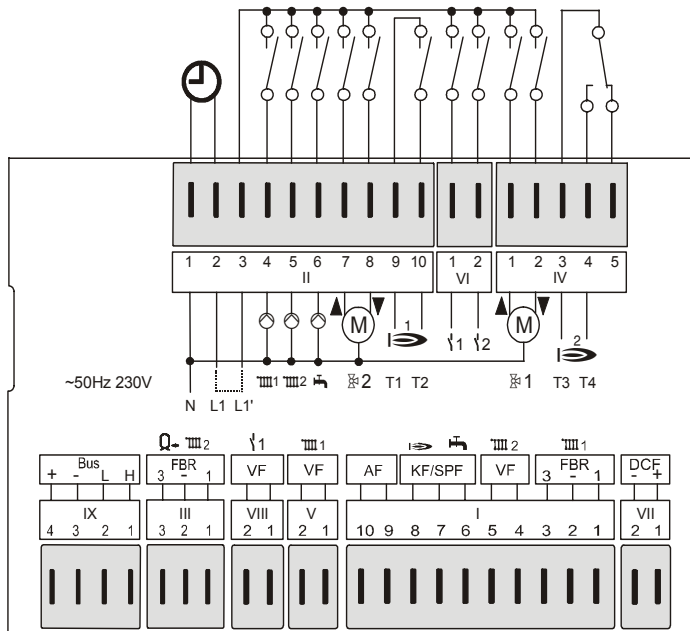 1 2 3 4 5 6 7 8 9 10 1 2 1 2 3 4 5
II VI IV
M M
1 1 2 2
~50Hz 230V 1 2 2 T1 T2 1 T3 T4
N L1 L1'
2 1 1 2 1
Bus FBR VF VF AF KF/SPF VF FBR DCF
+ - L H 3 - 1 3 - 1 - +
IX III VIII V I VII
4 3 2 1 3 2 1 2 1 2 1 10 9 8 7 6 5 4 3 2 1 2 1